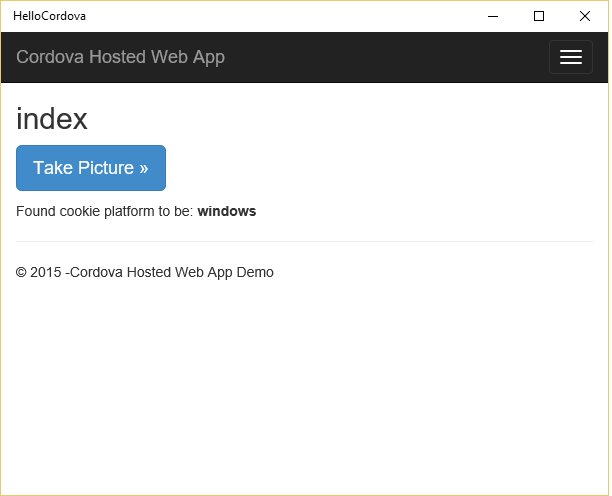 HelloCordova
Cordova Hosted Web App
index
Take Picture »
Found cookie platform to be: windows
© 2015 -Cordova Hosted Web App Demo